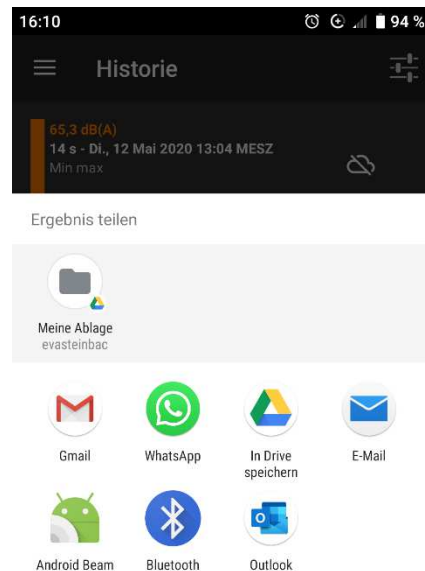 16:10
94 %
Historie
65,3 dB(A)
14 s - Di., 12 Mai 2020 13:04 MESZ
Min max
Ergebnis teilen
Meine Ablage
evasteinbac
Gmail
WhatsApp
In Drive
speichern
E-Mail
Android Beam
Bluetooth
Outlook